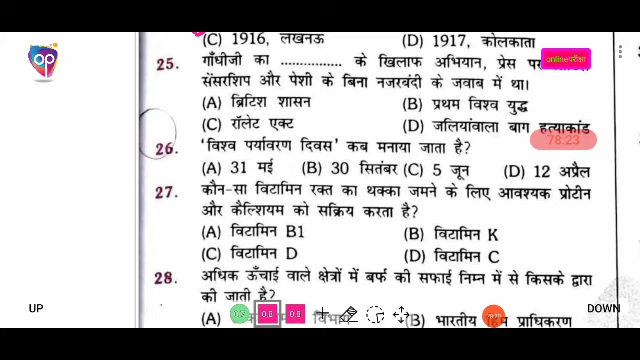 (C) 1916, लखनऊ (D) 1917, कोलकाता
op onlineपरीक्षा
25. गाँधीजी का ............... के खिलाफ अभियान, प्रेस पर
सेंसरशिप और पेशी के बिना नजरबंदी के जवाब में था।
(A) ब्रिटिश शासन (B) प्रथम विश्व युद्ध
(C) रॉलेट एक्ट (D) जलियांवाला बाग हत्याकांड
78:23
26. ‘विश्व पर्यावरण दिवस’ कब मनाया जाता है?
(A) 31 मई (B) 30 सितंबर (C) 5 जून (D) 12 अप्रैल
27. कौन-सा विटामिन रक्त का थक्का जमने के लिए आवश्यक प्रोटीन
और कैल्शियम को सक्रिय करता है?
(A) विटामिन B1 (B) विटामिन K
(C) विटामिन D (D) विटामिन C
28. अधिक ऊँचाई वाले क्षेत्रों में बर्फ की सफाई निम्न में से किसके द्वारा
की जाती है?
UP DOWN
(A) विभाग (B) भारतीय हिम प्राधिकरण